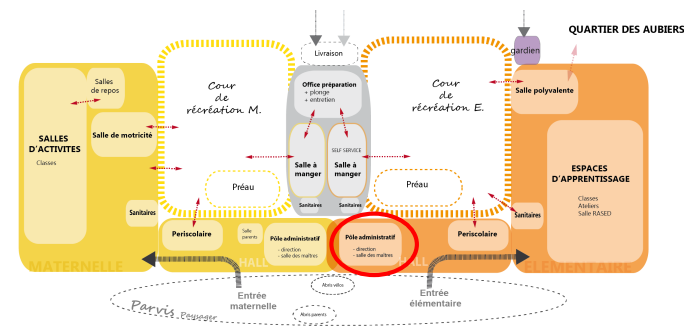 QUARTIER DES AUBIERS
Livraison
gardien
Salles
de repos
Cour
de
récréation M.
Office préparation
+ plonge
+ entretien
Cour
de
récréation E.
Salle polyvalente
SALLES
D'ACTIVITES
Classes
Salle de motricité
SELF SERVICE
Salle à
manger
Salle à
manger
ESPACES
D'APPRENTISSAGE
Classes
Ateliers
Salle RASED
Préau
Préau
Sanitaires
Sanitaires
Sanitaires
Sanitaires
Periscolaire
Salle
parents
Pôle administratif
- direction
- salle des maîtres
Pôle administratif
- direction
- salle des maîtres
Periscolaire
MATERNELLE
HALL
HALL
ELEMENTAIRE
Entrée
maternelle
Abris vélos
Entrée
élémentaire
Parvis Paysager
Abris parents